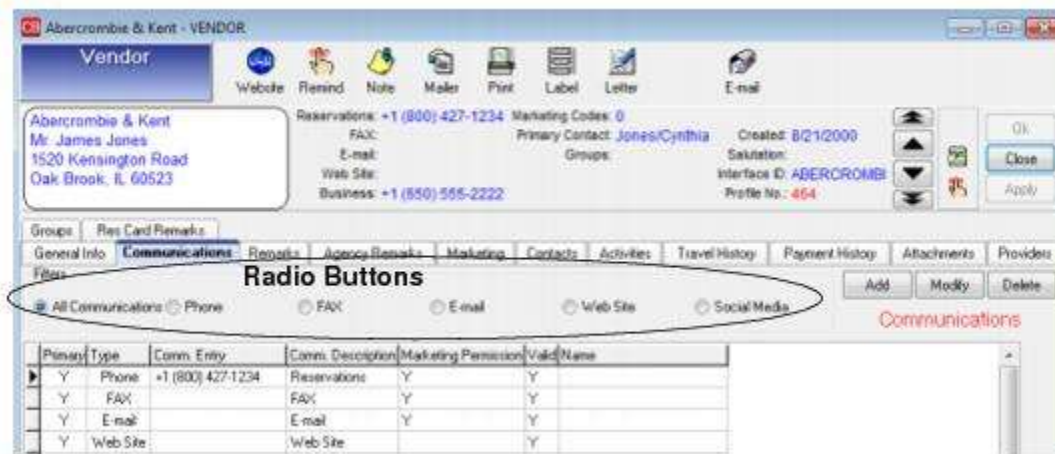 Abercrombie & Kent - VENDOR
Vendor
Website Remind Note Mailer Print Label Letter E-mail
Abercrombie & Kent
Mr. James Jones
1520 Kensington Road
Oak Brook, IL 60523
Reservations: +1 (800) 427-1234
FAX:
E-mail:
Web Site:
Business: +1 (650) 555-2222
Marketing Codes: 0
Primary Contact: Jones/Cynthia
Groups:
Created: 8/21/2000
Salutation:
Interface ID: ABERCROMBI
Profile No.: 464
Ok
Close
Apply
Groups Res Card Remarks
General Info Communications Remarks Agency Remarks Marketing Contacts Activities Travel History Payment History Attachments Providers
Filters
Radio Buttons
All Communications Phone FAX E-mail Web Site Social Media
Add Modify Delete
Communications
Primary Type Comm. Entry Comm. Description Marketing Permission Valid Name
Y Phone +1 (800) 427-1234 Reservations Y Y
Y FAX FAX Y Y
Y E-mail E-mail Y Y
Y Web Site Web Site Y